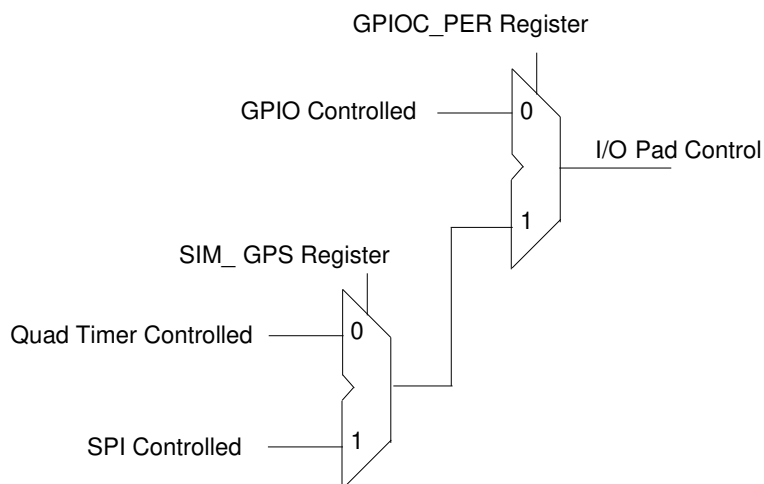 GPIOC_PER Register
GPIO Controlled
0
I/O Pad Control
1
SIM_ GPS Register
Quad Timer Controlled
0
SPI Controlled
1